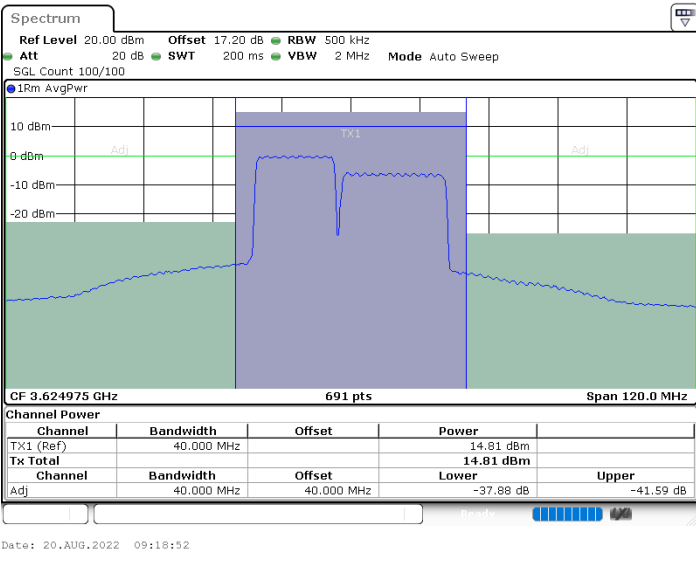 Spectrum
Ref Level 20.00 dBm Offset 17.20 dB RBW 500 kHz
Att 20 dB SWT 200 ms VBW 2 MHz Mode Auto Sweep
SGL Count 100/100
1Rm AvgPwr
10 dBm
TX1
Adj Adj
0 dBm
-10 dBm
-20 dBm
CF 3.624975 GHz 691 pts Span 120.0 MHz
Channel Power
Channel Bandwidth Offset Power
TX1 (Ref) 40.000 MHz 14.81 dBm
Tx Total 14.81 dBm
Channel Bandwidth Offset Lower Upper
Adj 40.000 MHz 40.000 MHz -37.88 dB -41.59 dB
Ready
Date: 20.AUG.2022 09:18:52